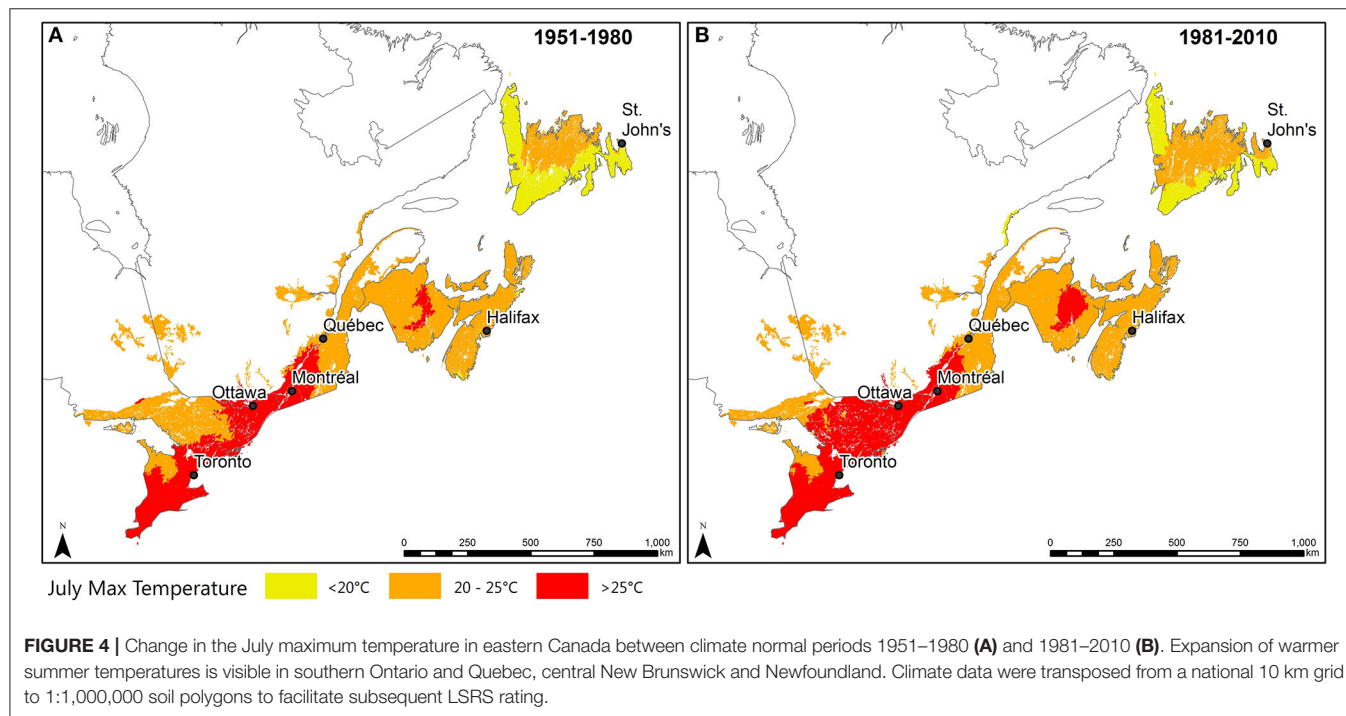 A
1951-1980
St.
John's
Québec
Halifax
Ottawa
Montréal
Toronto
N
0 250 500 750 1,000
km
B
1981-2010
St.
John's
Québec
Halifax
Ottawa
Montréal
Toronto
N
0 250 500 750 1,000
km
July Max Temperature <20°C 20 - 25°C >25°C
FIGURE 4 | Change in the July maximum temperature in eastern Canada between climate normal periods 1951–1980 (A) and 1981–2010 (B). Expansion of warmer
summer temperatures is visible in southern Ontario and Quebec, central New Brunswick and Newfoundland. Climate data were transposed from a national 10 km grid
to 1:1,000,000 soil polygons to facilitate subsequent LSRS rating.